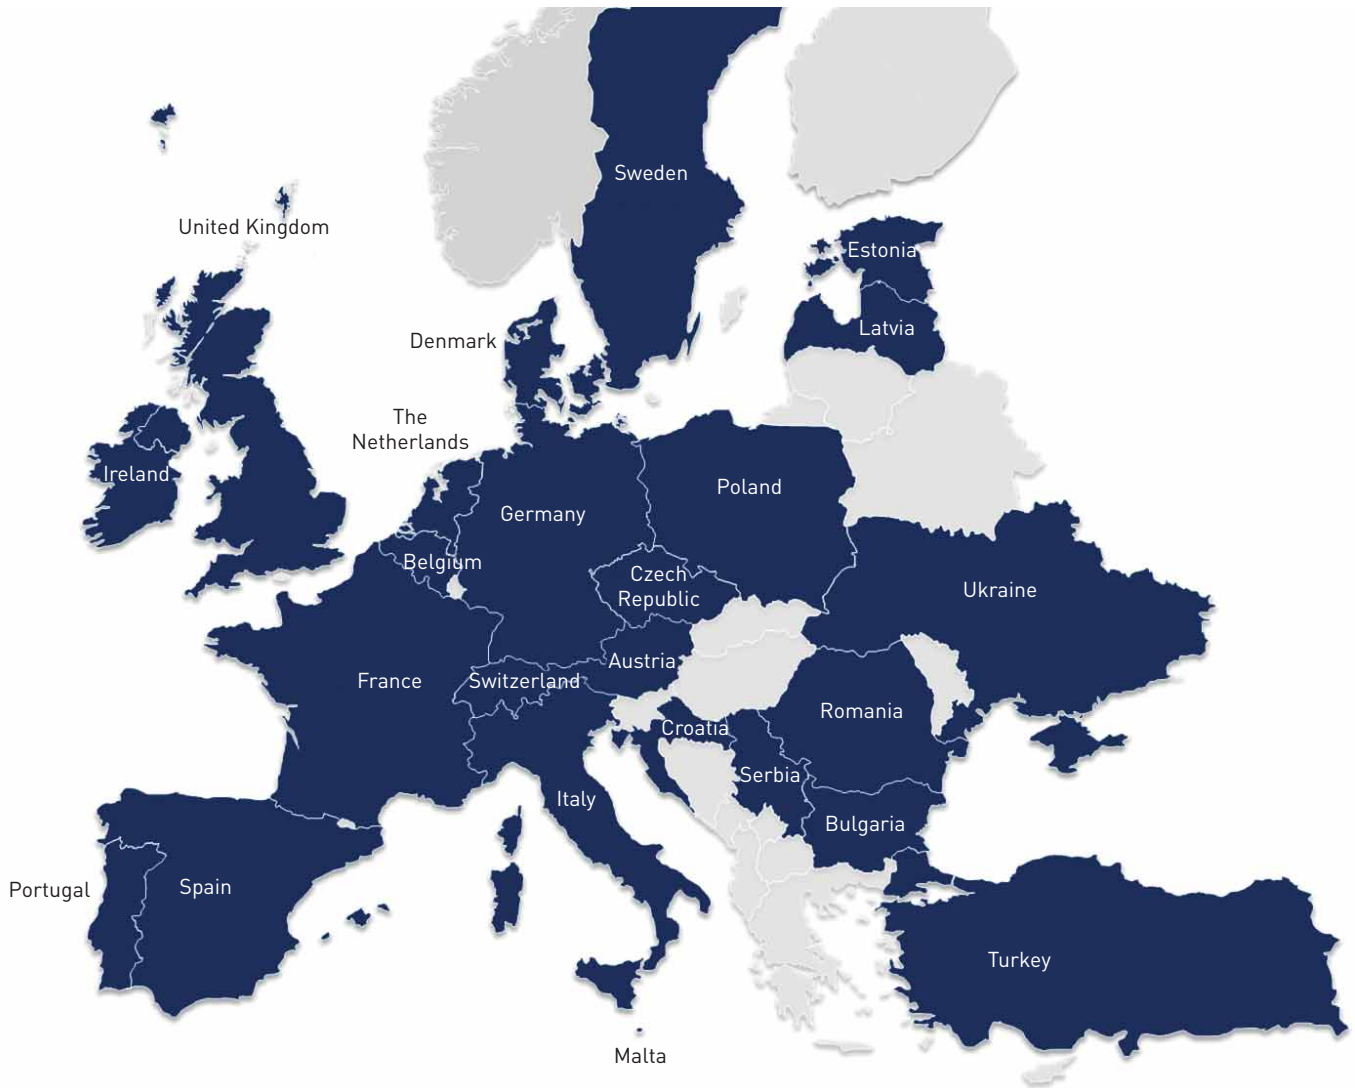 Sweden
United Kingdom
Estonia
Latvia
Denmark
The
Netherlands
Ireland
Poland
Germany
Belgium
Czech
Republic
Ukraine
Austria
France
Switzerland
Romania
Croatia
Serbia
Italy
Bulgaria
Portugal
Spain
Turkey
Malta